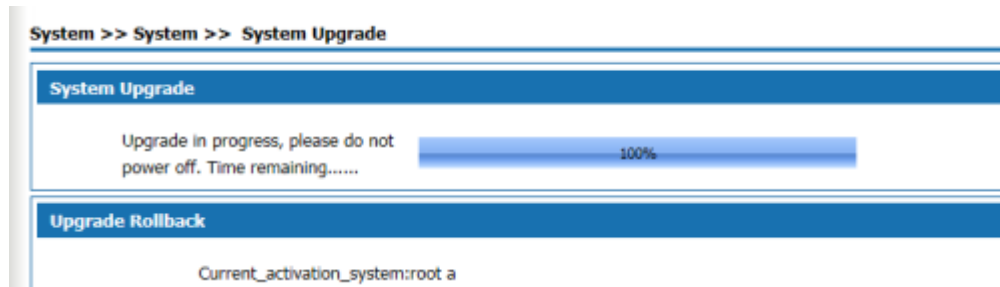 System >> System >> System Upgrade
System Upgrade
Upgrade in progress, please do not
power off. Time remaining......
100%
Upgrade Rollback
Current_activation_system:root a